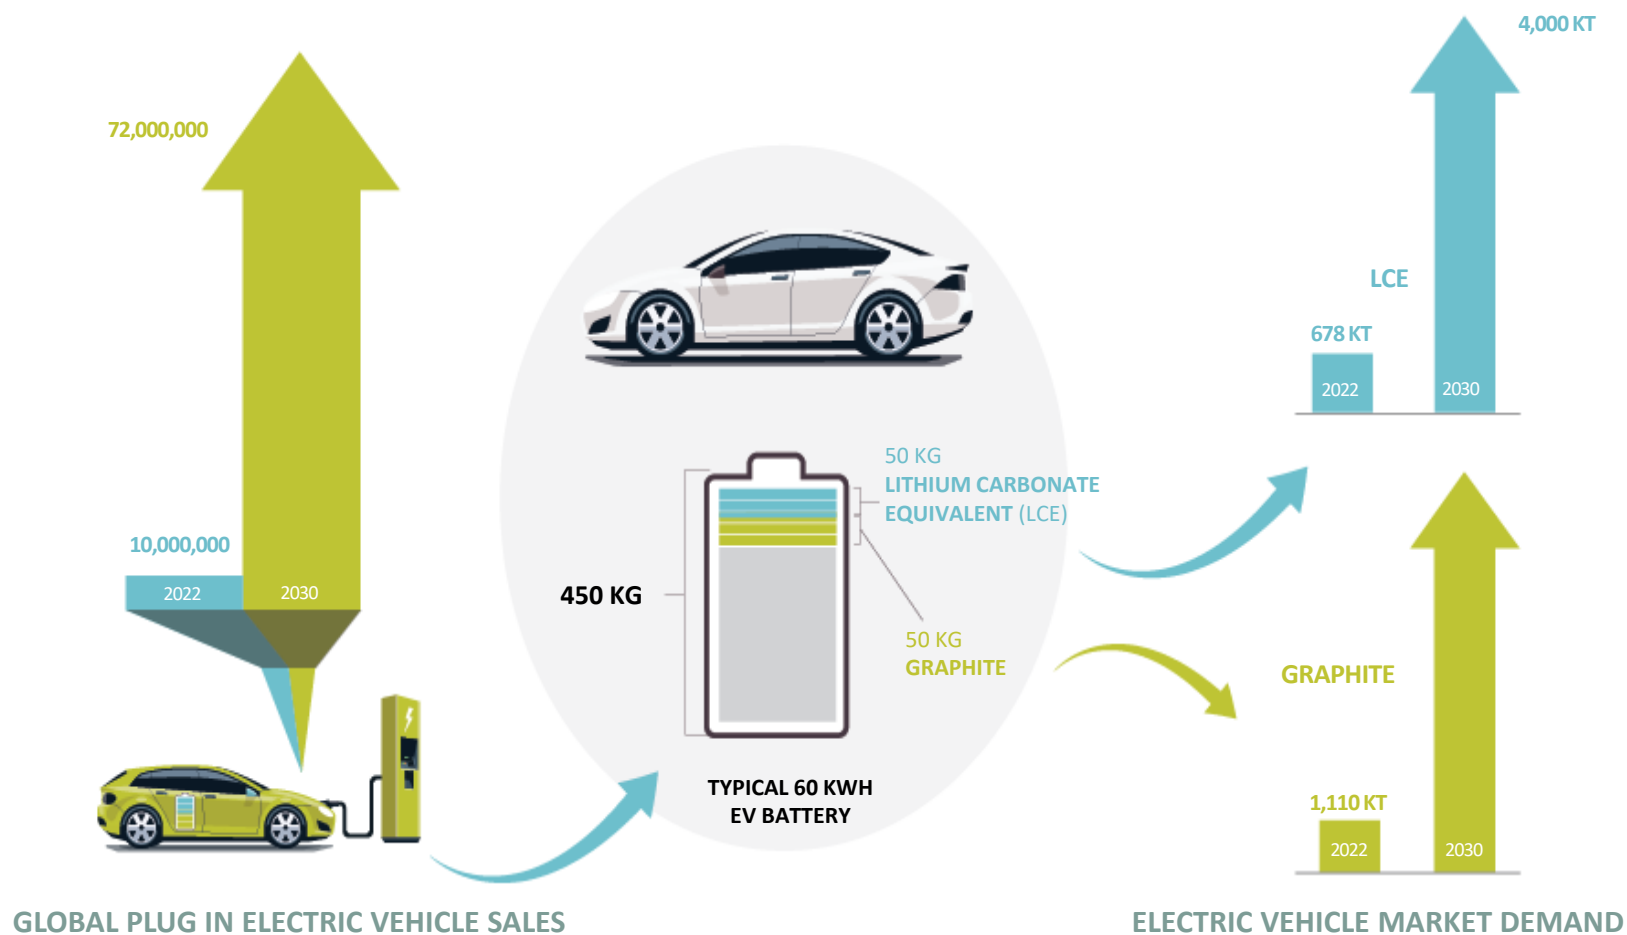 72,000,000
10,000,000
2022
2030
GLOBAL PLUG IN ELECTRIC VEHICLE SALES
50 KG
LITHIUM CARBONATE
EQUIVALENT (LCE)
450 KG
50 KG
GRAPHITE
TYPICAL 60 KWH
EV BATTERY
4,000 KT
LCE
678 KT
2022
2030
GRAPHITE
1,110 KT
2022
2030
ELECTRIC VEHICLE MARKET DEMAND